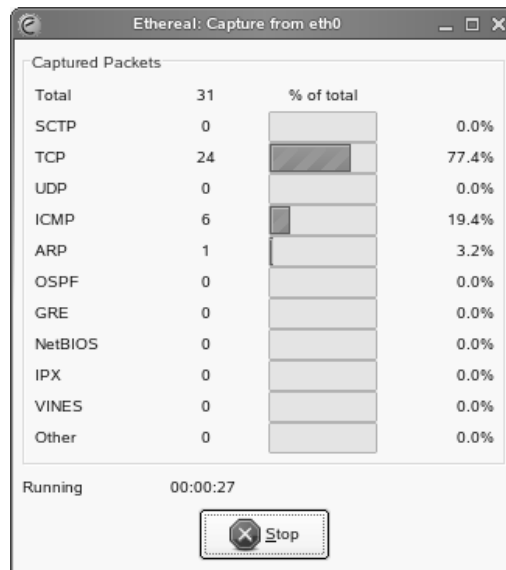 Ethereal: Capture from eth0
Captured Packets
Total 31 % of total
SCTP 0 0.0%
TCP 24 77.4%
UDP 0 0.0%
ICMP 6 19.4%
ARP 1 3.2%
OSPF 0 0.0%
GRE 0 0.0%
NetBIOS 0 0.0%
IPX 0 0.0%
VINES 0 0.0%
Other 0 0.0%
Running 00:00:27
Stop